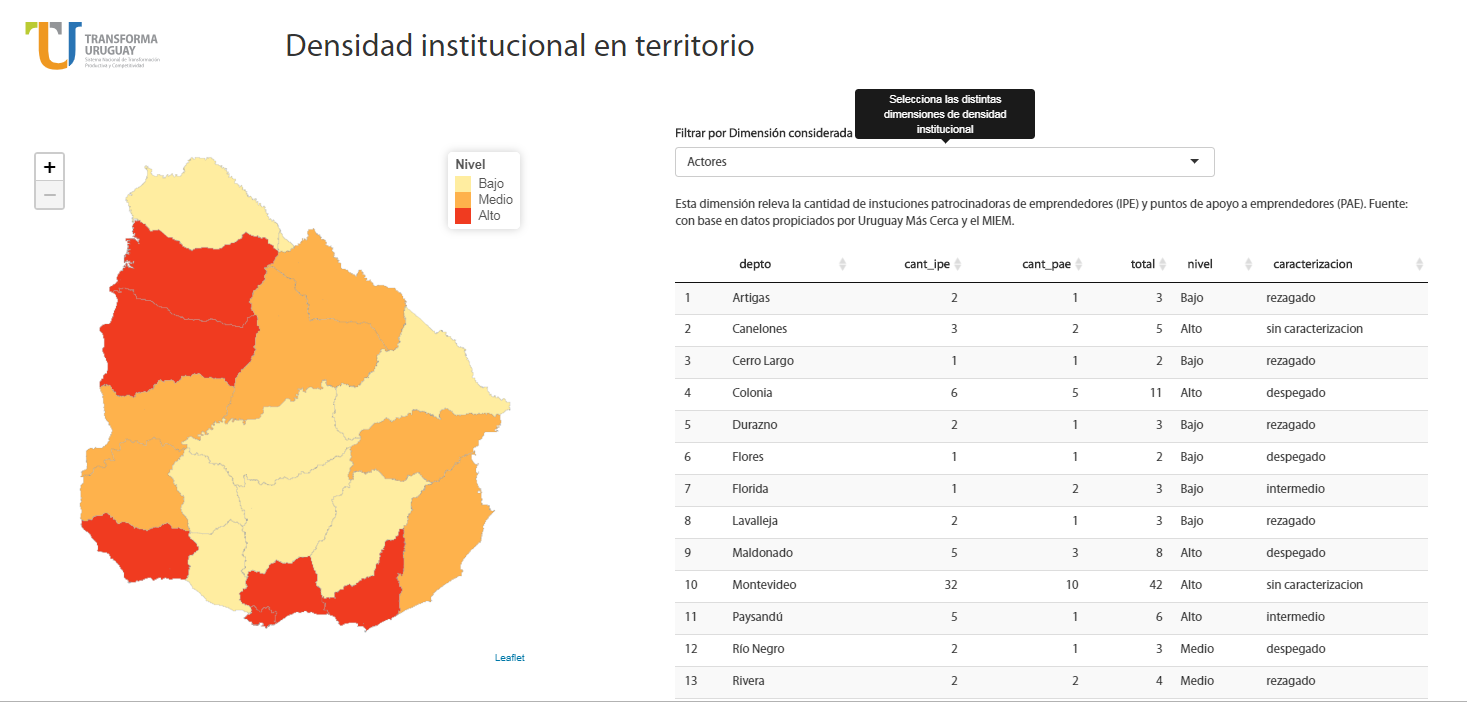 TRANSFORMA
URUGUAY
Sistema Nacional de Transformación
Productiva y Competitividad
Densidad institucional en territorio
Selecciona las distintas
dimensiones de densidad
institucional
Filtrar por Dimensión considerada
Actores
+
−
Nivel
Bajo
Medio
Alto
Esta dimensión releva la cantidad de instuciones patrocinadoras de emprendedores (IPE) y puntos de apoyo a emprendedores (PAE). Fuente:
con base en datos propiciados por Uruguay Más Cerca y el MIEM.
depto cant_ipe cant_pae total nivel caracterizacion
1 Artigas 2 1 3 Bajo rezagado
2 Canelones 3 2 5 Alto sin caracterizacion
3 Cerro Largo 1 1 2 Bajo rezagado
4 Colonia 6 5 11 Alto despegado
5 Durazno 2 1 3 Bajo rezagado
6 Flores 1 1 2 Bajo despegado
7 Florida 1 2 3 Bajo intermedio
8 Lavalleja 2 1 3 Bajo rezagado
9 Maldonado 5 3 8 Alto despegado
10 Montevideo 32 10 42 Alto sin caracterizacion
11 Paysandú 5 1 6 Alto intermedio
12 Río Negro 2 1 3 Medio despegado
13 Rivera 2 2 4 Medio rezagado
Leaflet